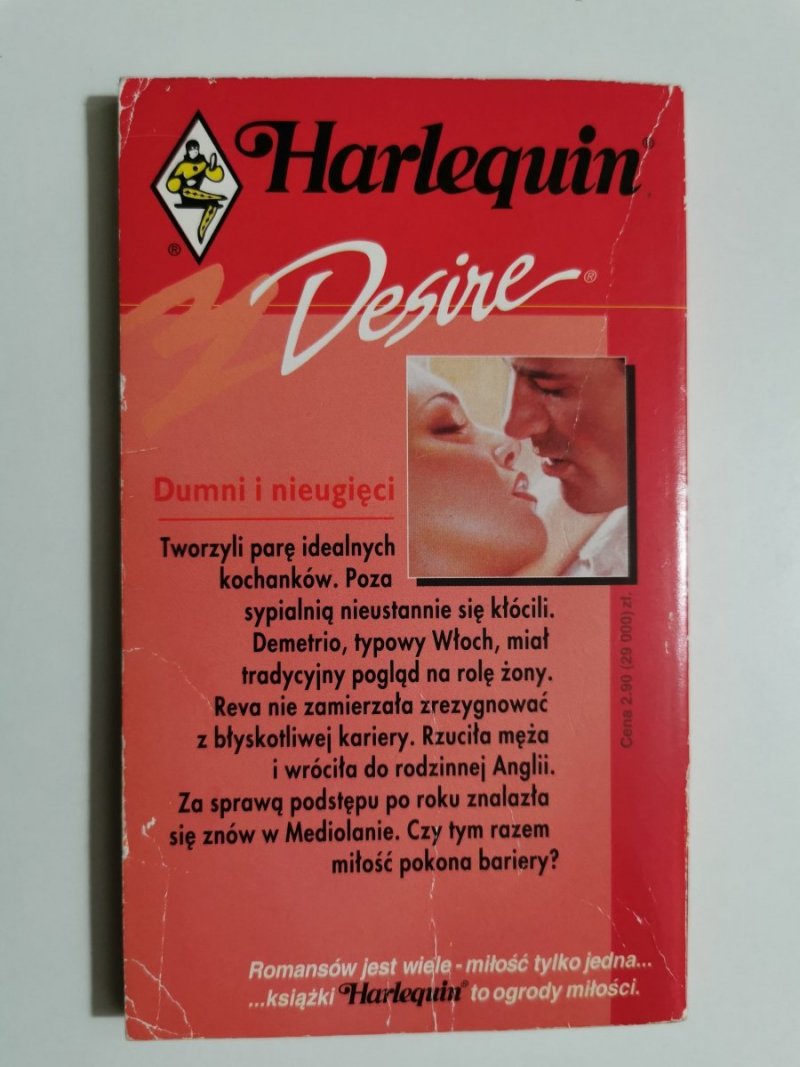 Harlequin®
®
Desire®
Dumni i nieugięci
Tworzyli parę idealnych
kochanków. Poza
sypialnią nieustannie się kłócili.
Demetrio, typowy Włoch, miał
tradycyjny pogląd na rolę żony.
Reva nie zamierzała zrezygnować
z błyskotliwej kariery. Rzuciła męża
i wróciła do rodzinnej Anglii.
Za sprawą podstępu po roku znalazła
się znów w Mediolanie. Czy tym razem
miłość pokona bariery?
Cena 2.90 (29 000) zł.
Romansów jest wiele - miłość tylko jedna...
...książki Harlequin® to ogrody miłości.